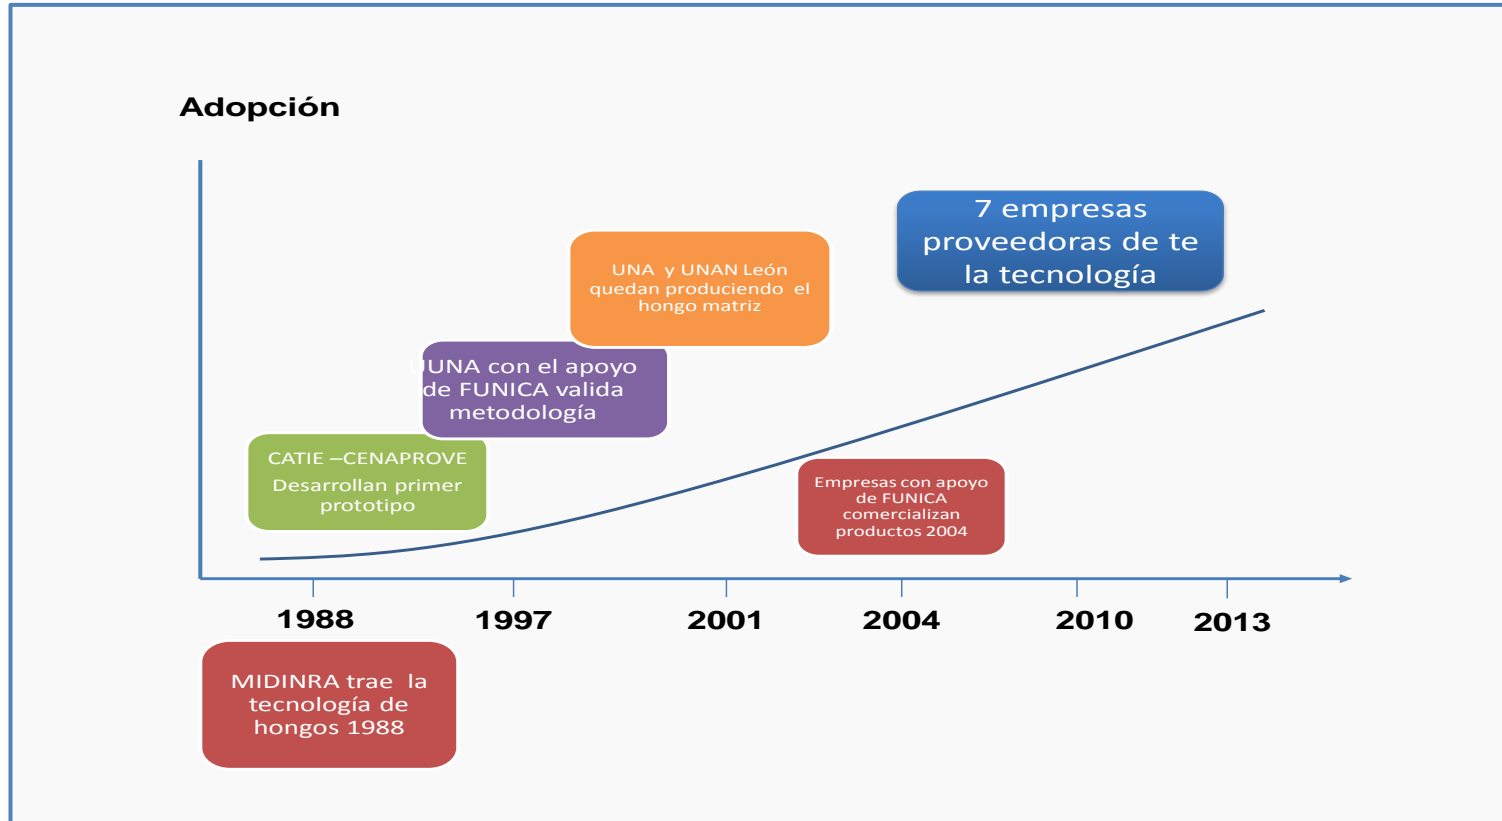 Adopción
7 empresas
proveedoras de te
la tecnología
UNA y UNAN León
quedan produciendo el
hongo matriz
UUNA con el apoyo
de FUNICA valida
metodología
CATIE –CENAPROVE
Desarrollan primer
prototipo
Empresas con apoyo
de FUNICA
comercializan
productos 2004
1988 1997 2001 2004 2010 2013
MIDINRA trae la
tecnología de
hongos 1988